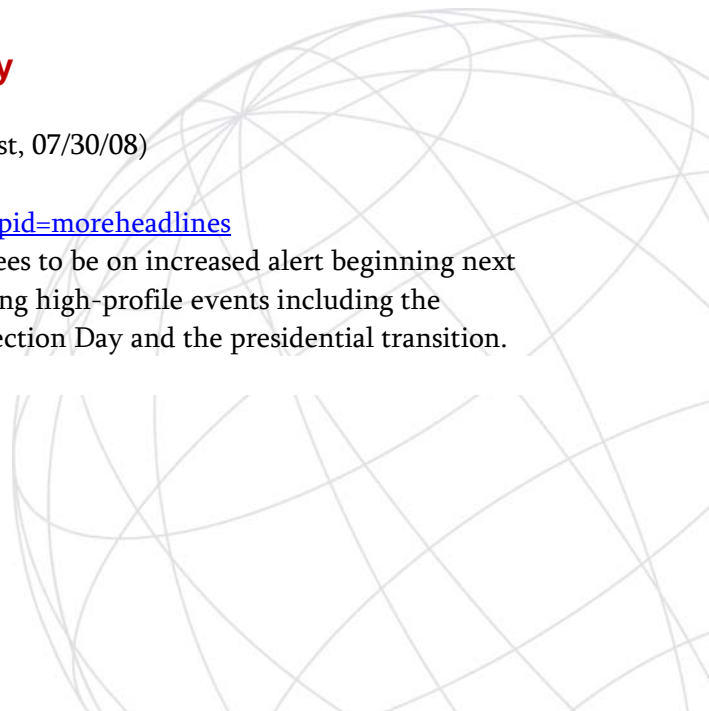 y
st, 07/30/08)
pid=moreheadlines
ees to be on increased alert beginning next
ng high-profile events including the
ection Day and the presidential transition.